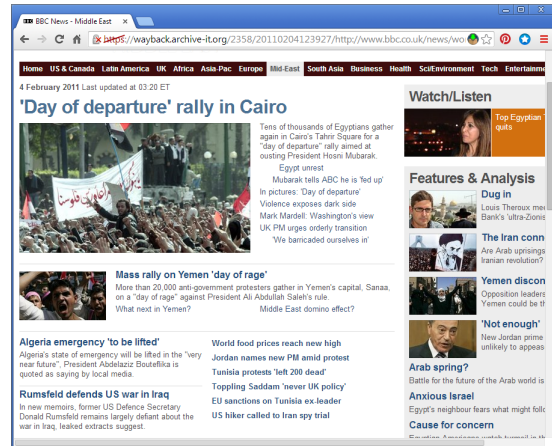 BBC News - Middle East
https://wayback.archive-it.org/2358/20110204123927/http://www.bbc.co.uk/news/wo
Home US & Canada Latin America UK Africa Asia-Pac Europe Mid-East South Asia Business Health Sci/Environment Tech Entertainme
4 February 2011 Last updated at 03:20 ET
'Day of departure' rally in Cairo
Tens of thousands of Egyptians gather
again in Cairo's Tahrir Square for a
"day of departure" rally aimed at
ousting President Hosni Mubarak.
Egypt unrest
Mubarak tells ABC he is 'fed up'
In pictures: 'Day of departure'
Violence exposes dark side
Mark Mardell: Washington's view
UK PM urges orderly transition
'We barricaded ourselves in'
Mass rally on Yemen 'day of rage'
More than 20,000 anti-government protesters gather in Yemen's capital, Sanaa,
on a "day of rage" against President Ali Abdullah Saleh's rule.
What next in Yemen? Middle East domino effect?
Algeria emergency 'to be lifted'
Algeria's state of emergency will be lifted in the "very
near future", President Abdelaziz Bouteflika is
quoted as saying by local media.
Rumsfeld defends US war in Iraq
In new memoirs, former US Defence Secretary
Donald Rumsfeld remains largely defiant about the
war in Iraq, leaked extracts suggest.
World food prices reach new high
Jordan names new PM amid protest
Tunisia protests 'left 200 dead'
Toppling Saddam 'never UK policy'
EU sanctions on Tunisia ex-leader
US hiker called to Iran spy trial
Watch/Listen
Top Egyptian T
quits
Features & Analysis
Dug in
Louis Theroux mee
Bank's 'ultra-Zionis
The Iran conn
Are Arab uprisings
Iranian revolution?
Yemen discon
Opposition leaders
Yemen could be th
'Not enough'
New Jordan prime
unlikely to appeas
Arab spring?
Battle for the future of the Arab world is
Anxious Israel
Egypt's neighbour fears what might follo
Cause for concern